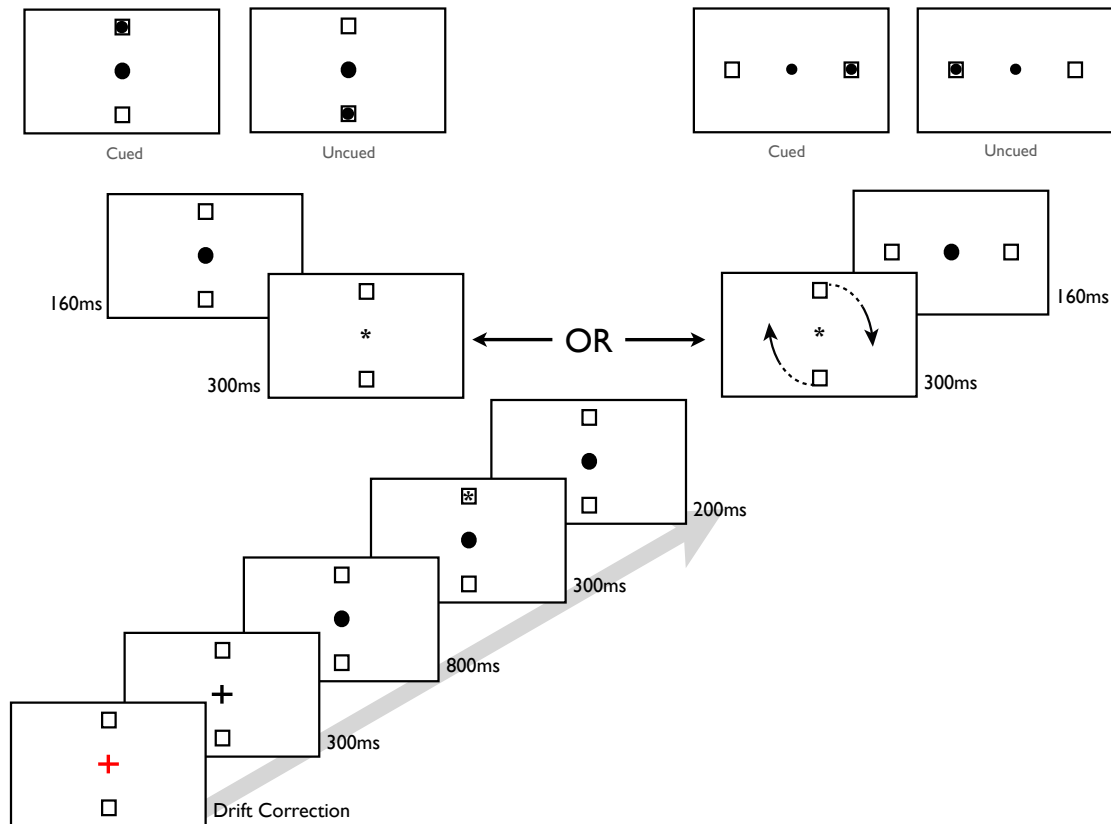 Cued
Uncued
Cued
Uncued
160ms
*
300ms
OR
*
160ms
300ms
200ms
*
300ms
800ms
300ms
Drift Correction